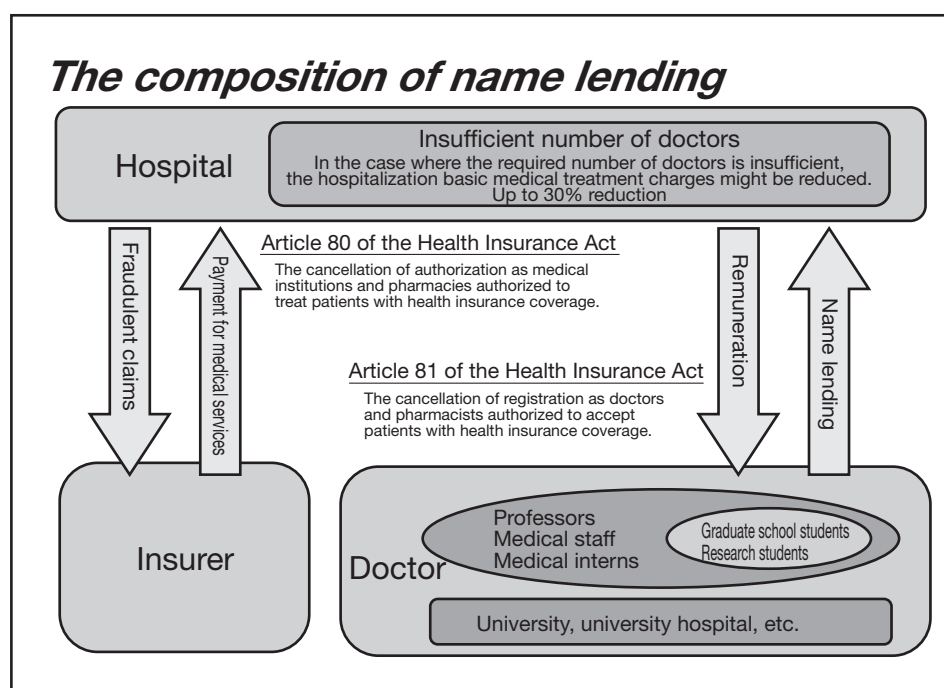 The composition of name lending
Hospital
Insufficient number of doctors
In the case where the required number of doctors is insufficient,
the hospitalization basic medical treatment charges might be reduced.
Up to 30% reduction
Fraudulent claims
Payment for medical services
Article 80 of the Health Insurance Act
The cancellation of authorization as medical
institutions and pharmacies authorized to
treat patients with health insurance coverage.
Article 81 of the Health Insurance Act
The cancellation of registration as doctors
and pharmacists authorized to accept
patients with health insurance coverage.
Remuneration
Name lending
Insurer
Doctor
Professors
Medical staff
Medical interns
Graduate school students
Research students
University, university hospital, etc.